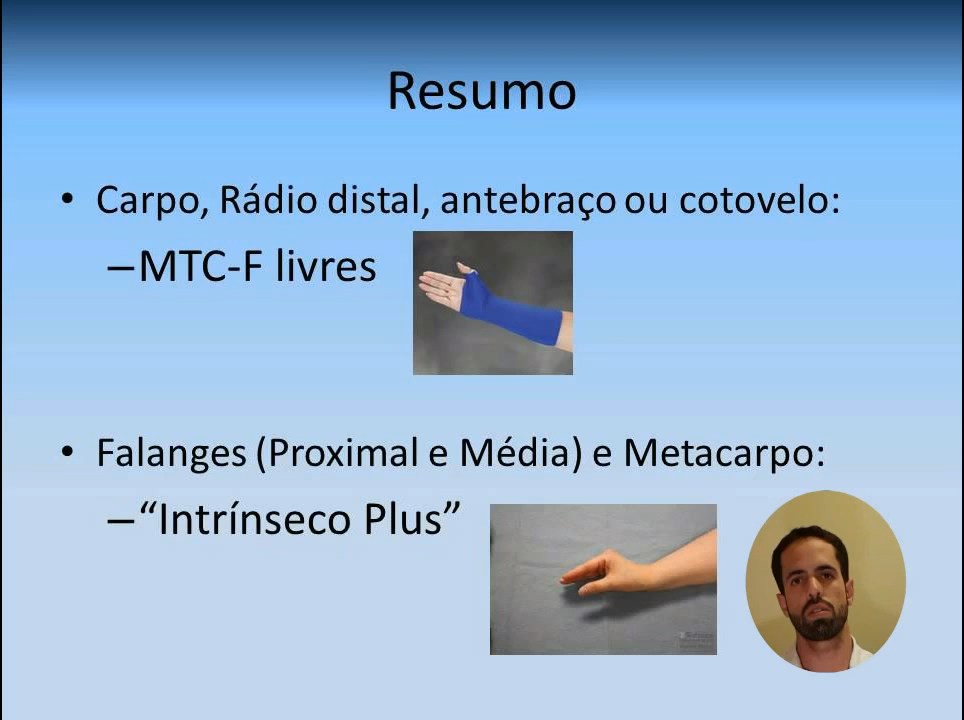 Resumo
• Carpo, Rádio distal, antebraço ou cotovelo:
–MTC-F livres
• Falanges (Proximal e Média) e Metacarpo:
–“Intrínseco Plus”